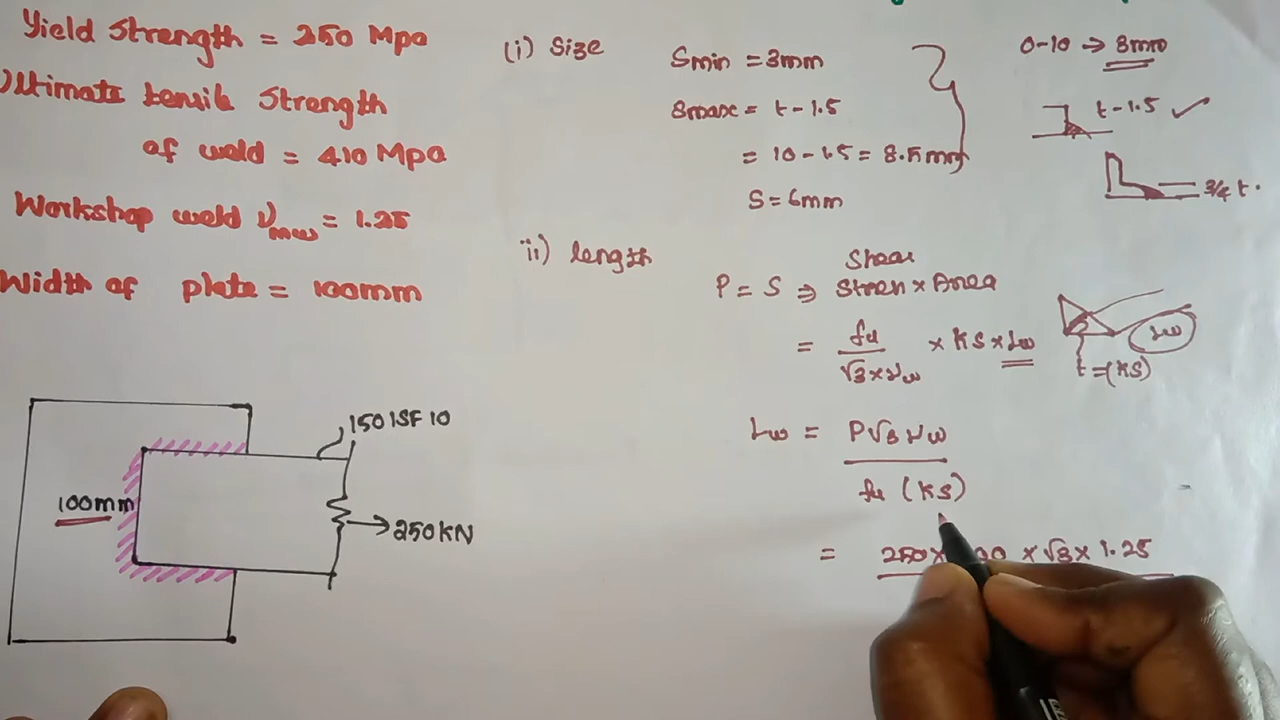 Yield Strength = 250 Mpa
Ultimate tensile Strength
of weld = 410 Mpa
Workshop weld γmw = 1.25
Width of plate = 100mm
(i) Size
Smin = 3mm
Smax = t - 1.5
= 10 - 1.5 = 8.5mm
S = 6mm
0-10 → 3mm
t - 1.5 ✓
3/4 t.
ii) length
Shear
P = S ⇒ Stress × Area
= fu / √3 × γw × KS × Lw
Lw
t = (KS)
Lw = P√3 γw
fu (KS)
= 250 × × √3 × 1.25
150 ISF 10
100mm
250KN